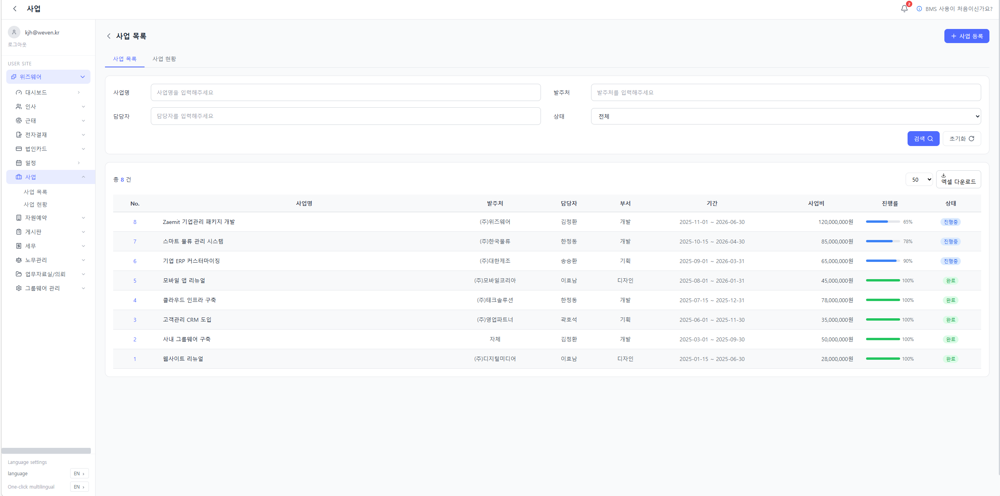 사업
2
BMS 사용이 처음이신가요?
kjh@weven.kr
로그아웃
USER SITE
위즈웨어
대시보드
인사
근태
전자결재
법인카드
일정
사업
사업 목록
사업 현황
자원예약
게시판
세무
노무관리
업무자료실/의뢰
그룹웨어 관리
Language settings
language EN ›
One-click multilingual EN ›
사업 목록
사업 등록
사업 목록 사업 현황
사업명 사업명을 입력해주세요 발주처 발주처를 입력해주세요
담당자 담당자를 입력해주세요 상태 전체
검색 초기화
총 8 건 50 엑셀 다운로드
No. 사업명 발주처 담당자 부서 기간 사업비 진행률 상태
8 Zaemit 기업관리 패키지 개발 (주)위즈웨어 김정환 개발 2025-11-01 ~ 2026-06-30 120,000,000원 65% 진행중
7 스마트 물류 관리 시스템 (주)한국물류 한정동 개발 2025-10-15 ~ 2026-04-30 85,000,000원 78% 진행중
6 기업 ERP 커스터마이징 (주)대한제조 송승환 기획 2025-09-01 ~ 2026-03-31 65,000,000원 90% 진행중
5 모바일 앱 리뉴얼 (주)모바일코리아 이효남 디자인 2025-08-01 ~ 2026-01-31 45,000,000원 100% 완료
4 클라우드 인프라 구축 (주)테크솔루션 한정동 개발 2025-07-15 ~ 2025-12-31 78,000,000원 100% 완료
3 고객관리 CRM 도입 (주)영업파트너 곽호석 기획 2025-06-01 ~ 2025-11-30 35,000,000원 100% 완료
2 사내 그룹웨어 구축 자체 김정환 개발 2025-03-01 ~ 2025-09-30 50,000,000원 100% 완료
1 웹사이트 리뉴얼 (주)디지털미디어 이효남 디자인 2025-01-15 ~ 2025-06-30 28,000,000원 100% 완료